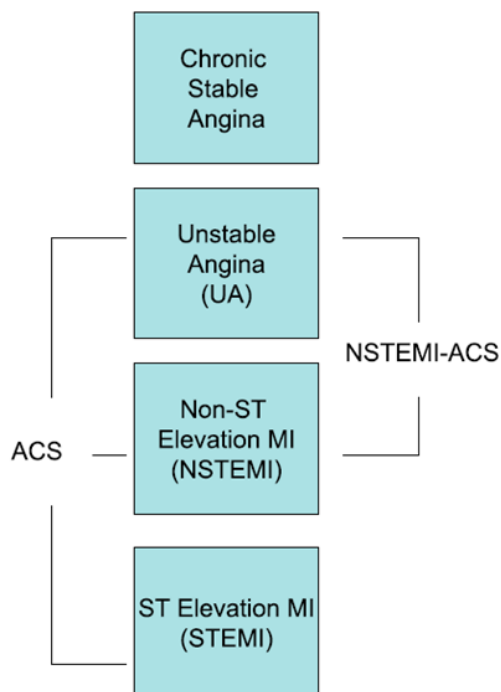 Chronic
Stable
Angina
Unstable
Angina
(UA)
NSTEMI-ACS
Non-ST
Elevation MI
(NSTEMI)
ACS
ST Elevation MI
(STEMI)